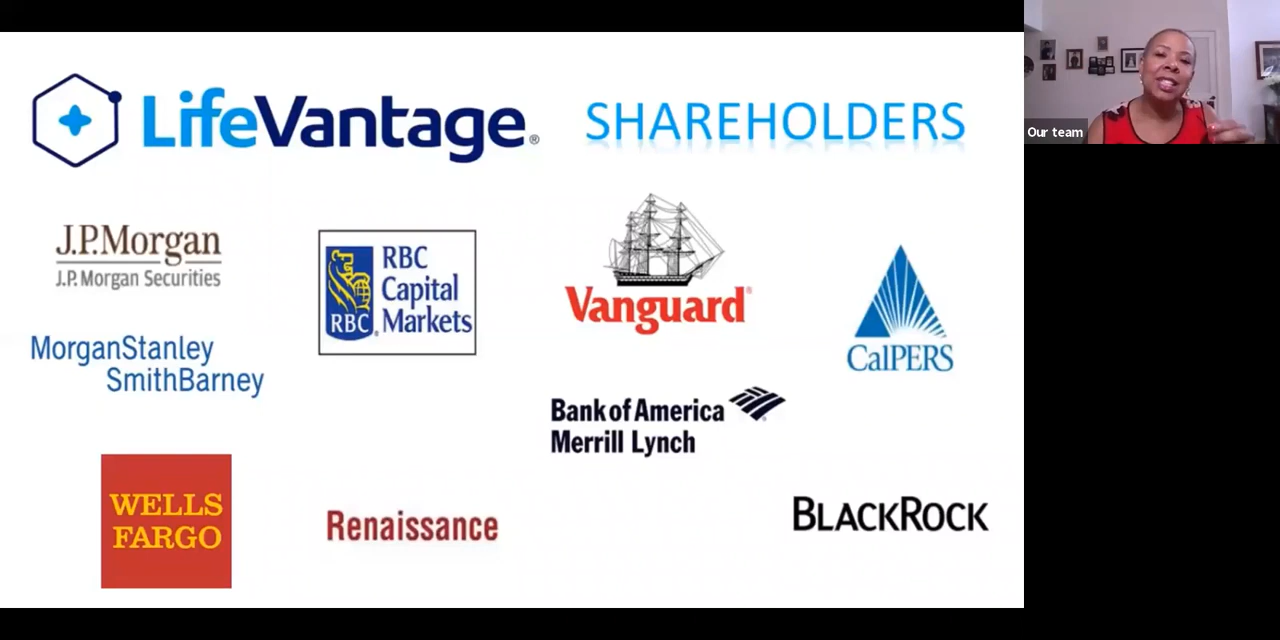 LifeVantage®
SHAREHOLDERS
Our team
J.P.Morgan
J.P. Morgan Securities
RBC
Capital
Markets
RBC®
Vanguard®
CalPERS
MorganStanley
SmithBarney
Bank of America
Merrill Lynch
WELLS
FARGO
Renaissance
BLACKROCK